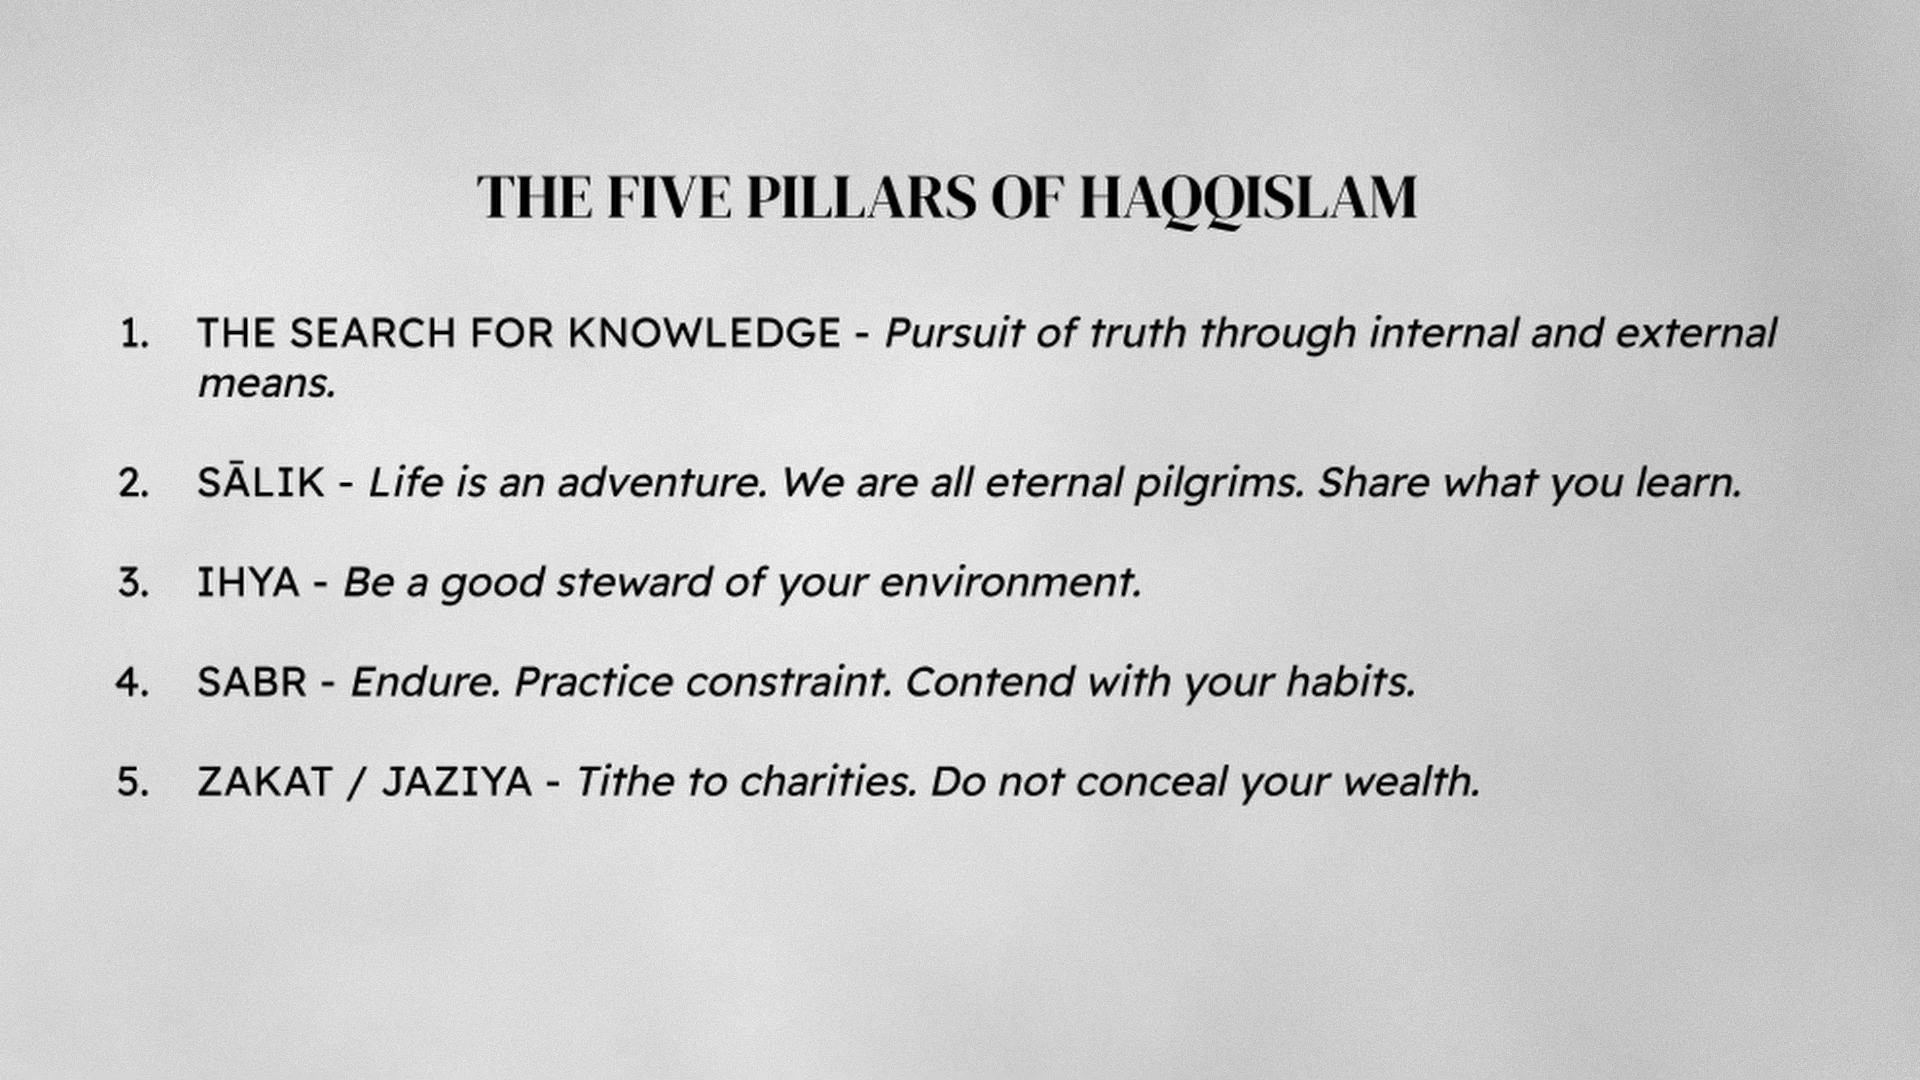 THE FIVE PILLARS OF HAQQISLAM
1. THE SEARCH FOR KNOWLEDGE - Pursuit of truth through internal and external
means.
2. SĀLIK - Life is an adventure. We are all eternal pilgrims. Share what you learn.
3. IHYA - Be a good steward of your environment.
4. SABR - Endure. Practice constraint. Contend with your habits.
5. ZAKAT / JAZIYA - Tithe to charities. Do not conceal your wealth.